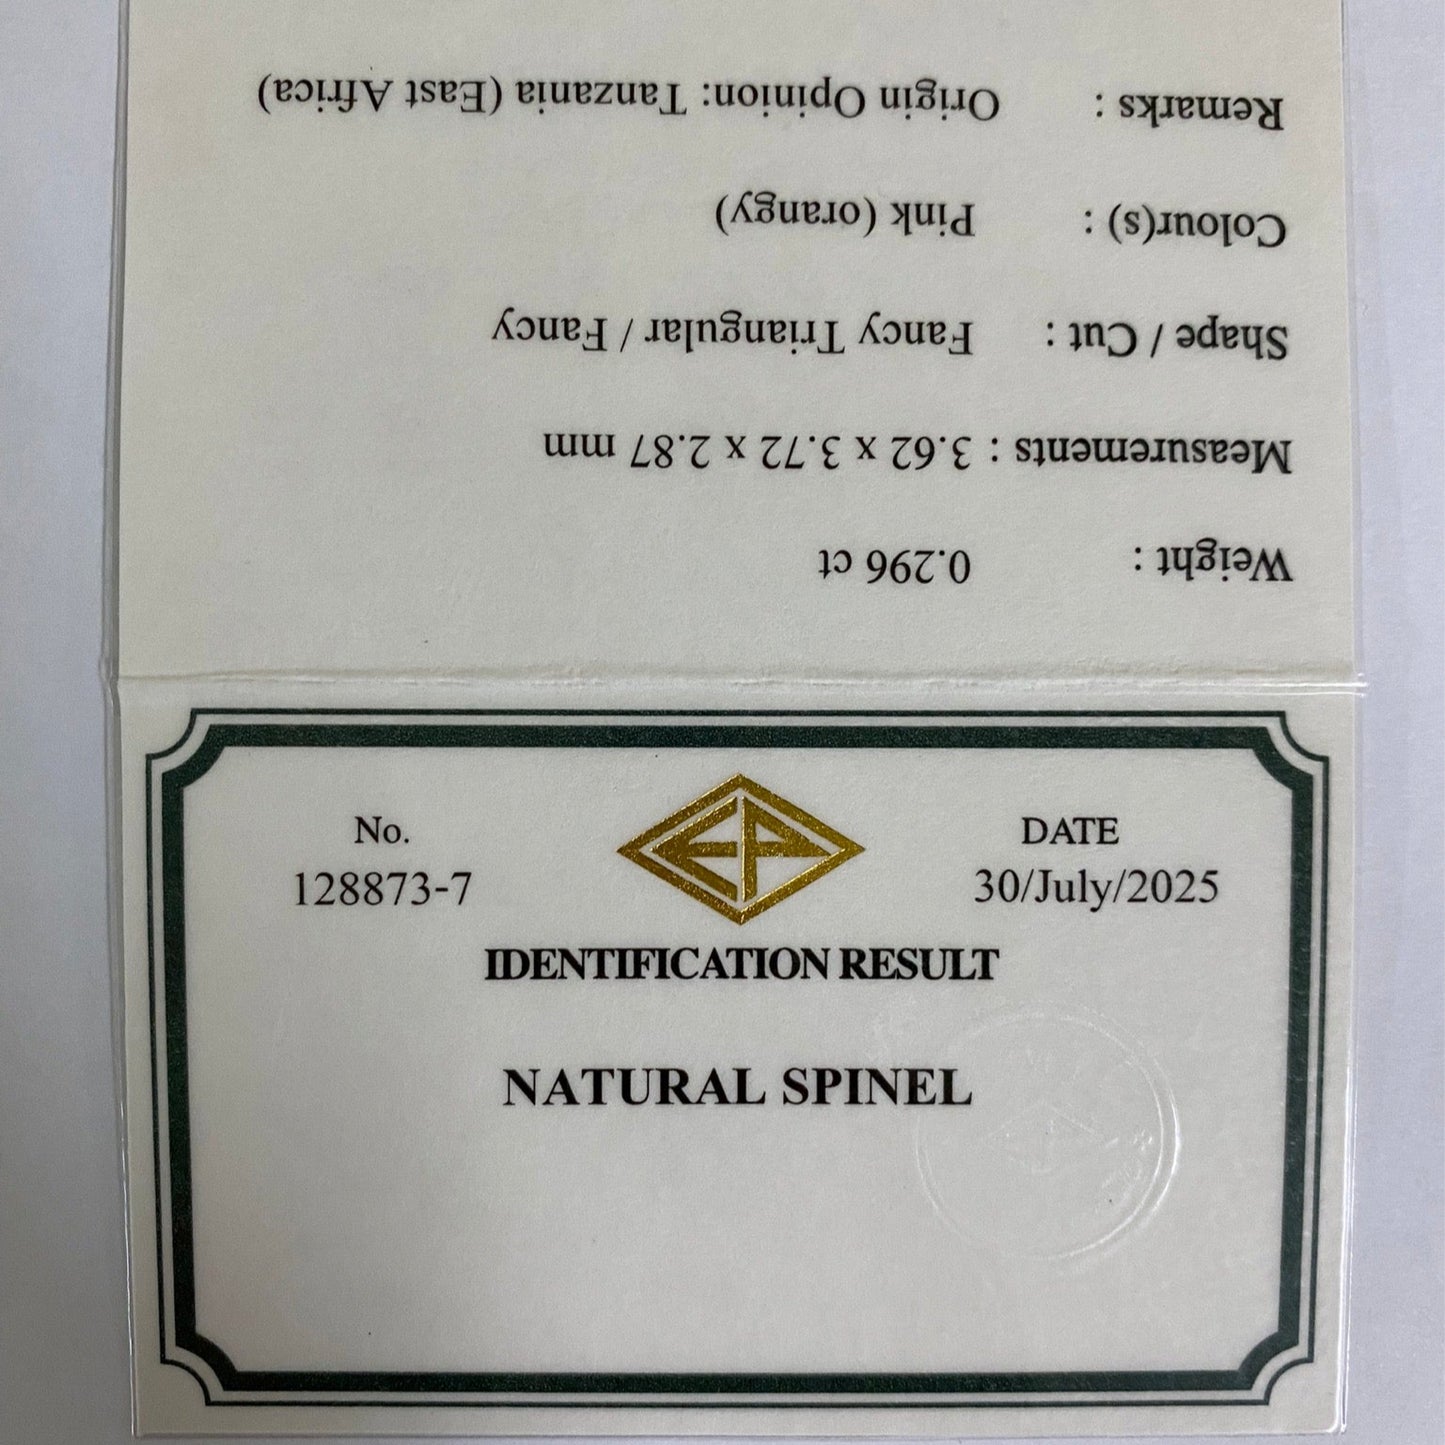 No.
128873-7
EP
DATE
30/July/2025
IDENTIFICATION RESULT
NATURAL SPINEL
Weight : 0.296 ct
Measurements : 3.62 x 3.72 x 2.87 mm
Shape / Cut : Fancy Triangular / Fancy
Colour(s) : Pink (orangy)
Remarks : Origin Opinion: Tanzania (East Africa)